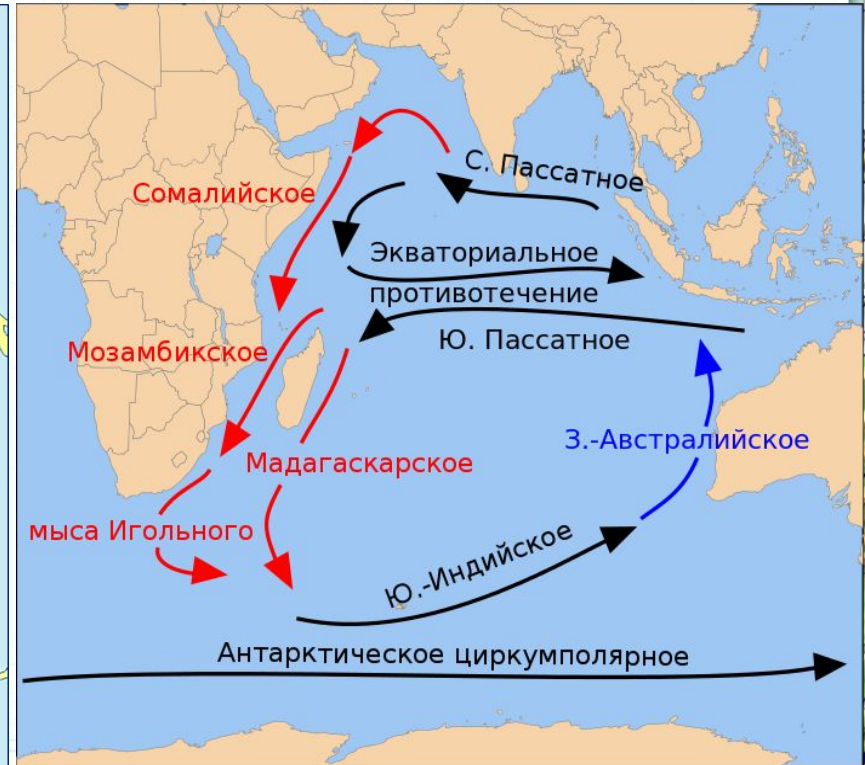 С. Пассатное
Сомалийское
Экваториальное
противотечение
Ю. Пассатное
Мозамбикское
З.-Австралийское
Мадагаскарское
мыса Игольного
Ю.-Индийское
Антарктическое циркумполярное